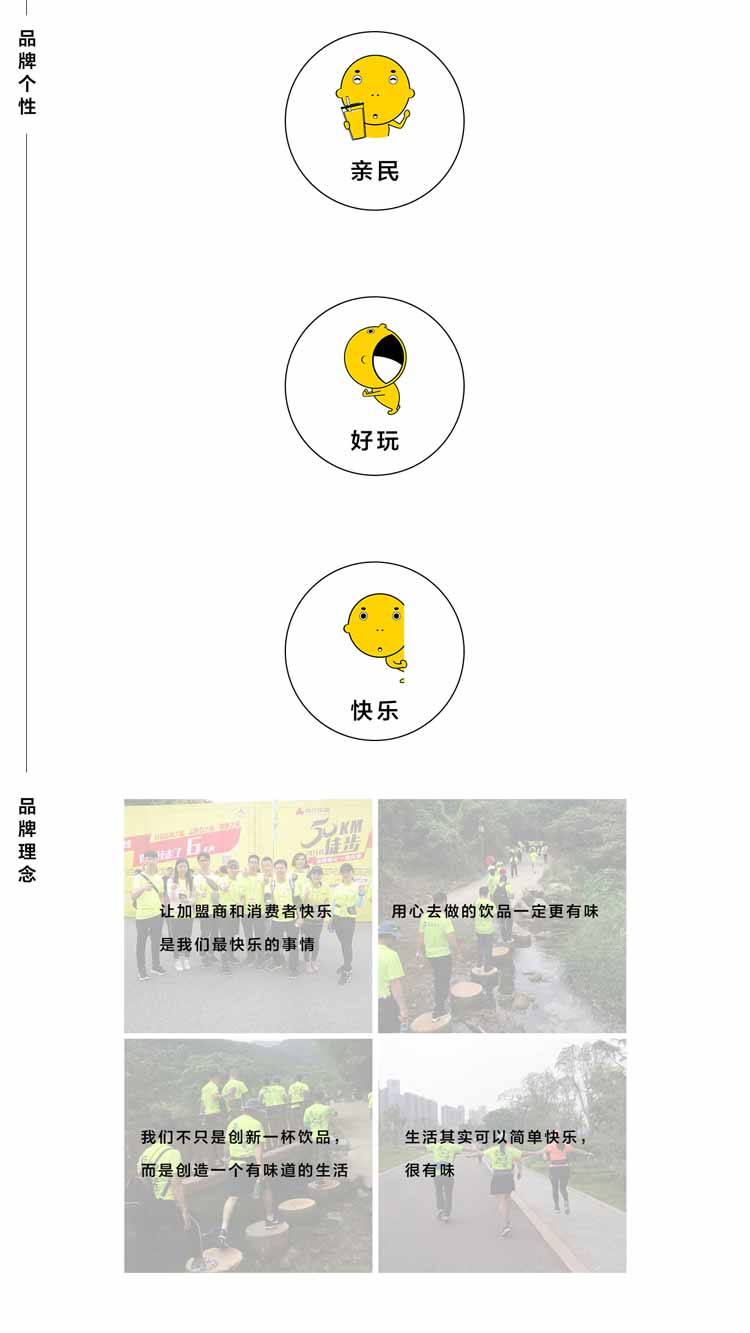 品牌个性
亲民
好玩
快乐
品牌理念
50KM
徒步
6
让加盟商和消费者快乐
是我们最快乐的事情
用心去做的饮品一定更有味
我们不只是创新一杯饮品，
而是创造一个有味道的生活
生活其实可以简单快乐，
很有味